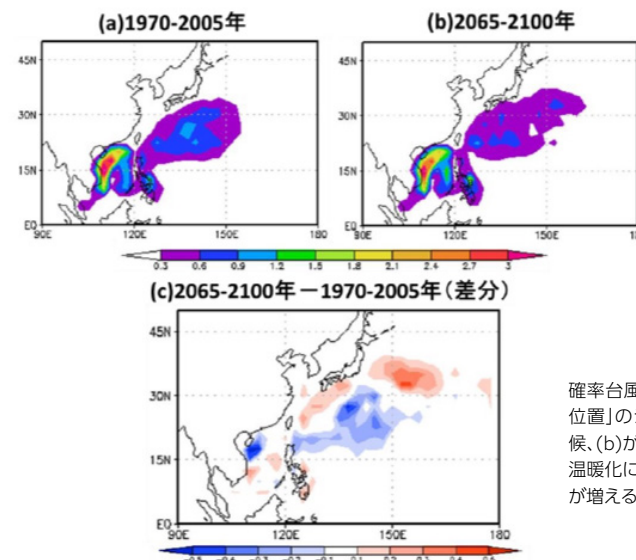 (a)1970-2005年
(b)2065-2100年
45N
30N
15N
EQ
90E
120E
150E
180
45N
30N
15N
EQ
90E
120E
150E
180
0.3 0.6 0.9 1.2 1.5 1.8 2.1 2.4 2.7 3
(c)2065-2100年－1970-2005年(差分)
45N
30N
15N
EQ
90E
120E
150E
180
確率台風
位置」の
候、(b)が
温暖化に
が増える